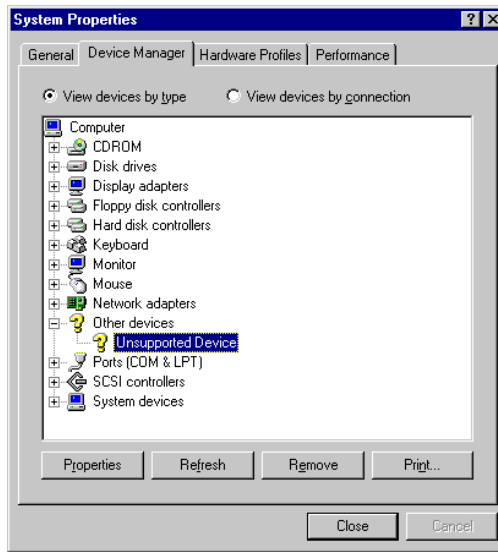 System Properties
General Device Manager Hardware Profiles Performance
View devices by type View devices by connection
Computer
CDROM
Disk drives
Display adapters
Floppy disk controllers
Hard disk controllers
Keyboard
Monitor
Mouse
Network adapters
Other devices
Unsupported Device
Ports (COM & LPT)
SCSI controllers
System devices
Properties Refresh Remove Print...
Close Cancel